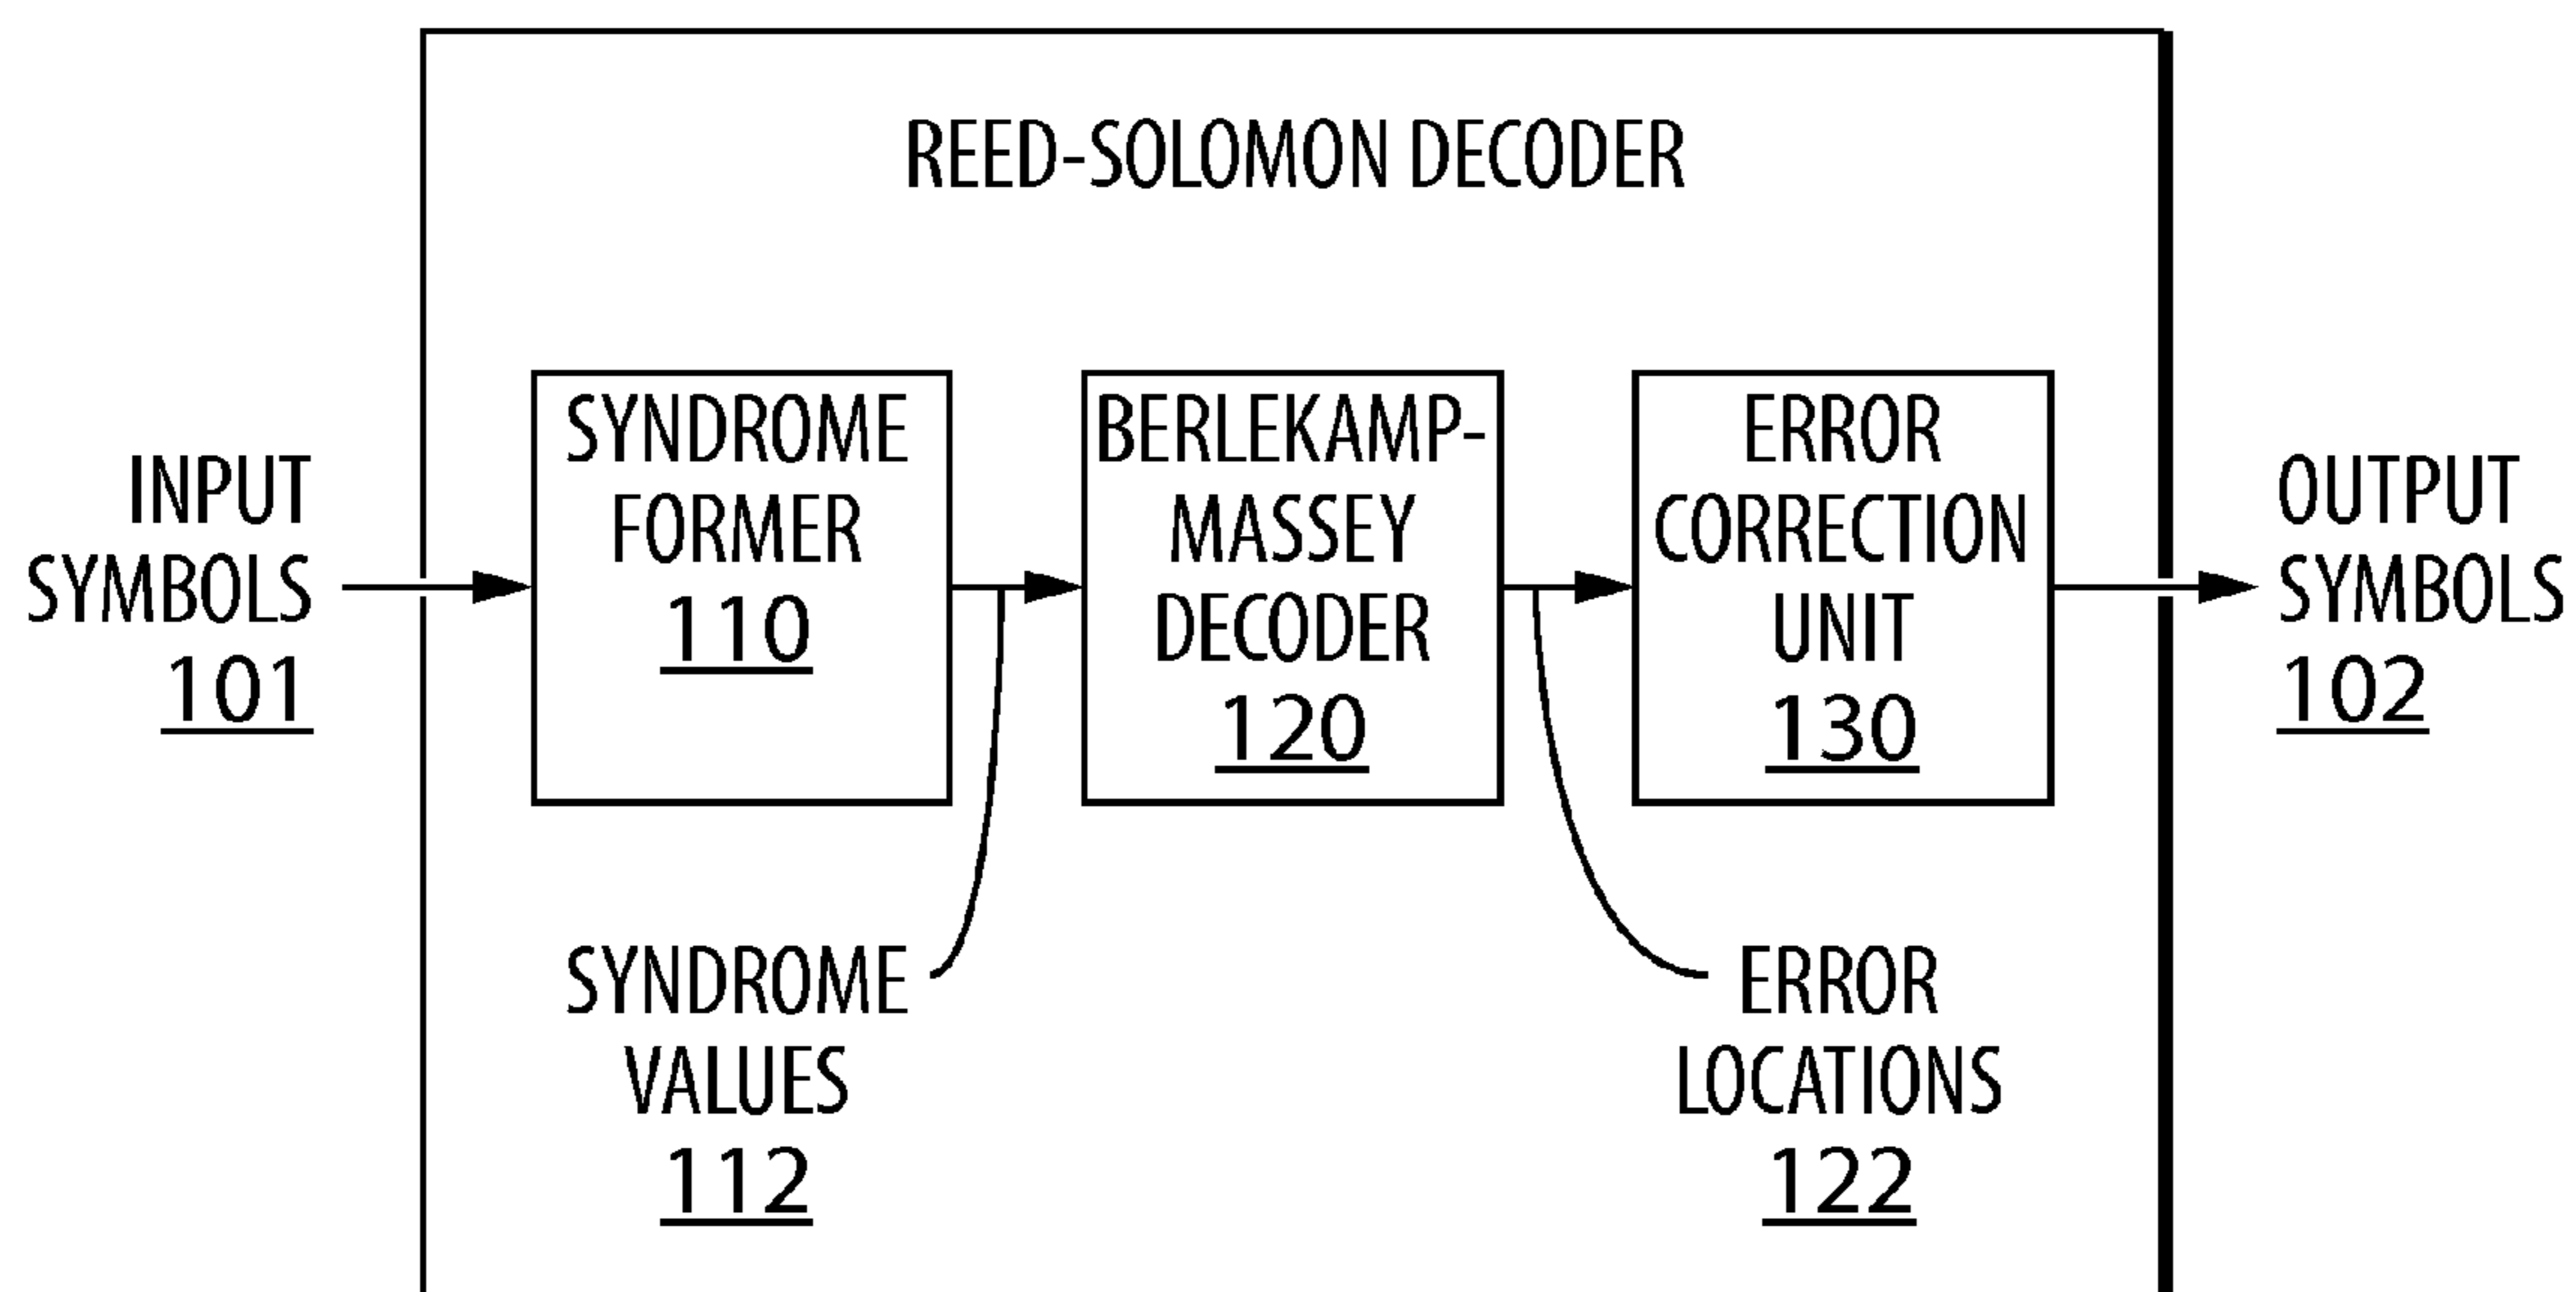 REED-SOLOMON DECODER
INPUT
SYMBOLS
101
SYNDROME
FORMER
110
BERLEKAMP-
MASSEY
DECODER
120
ERROR
CORRECTION
UNIT
130
OUTPUT
SYMBOLS
102
SYNDROME
VALUES
112
ERROR
LOCATIONS
122